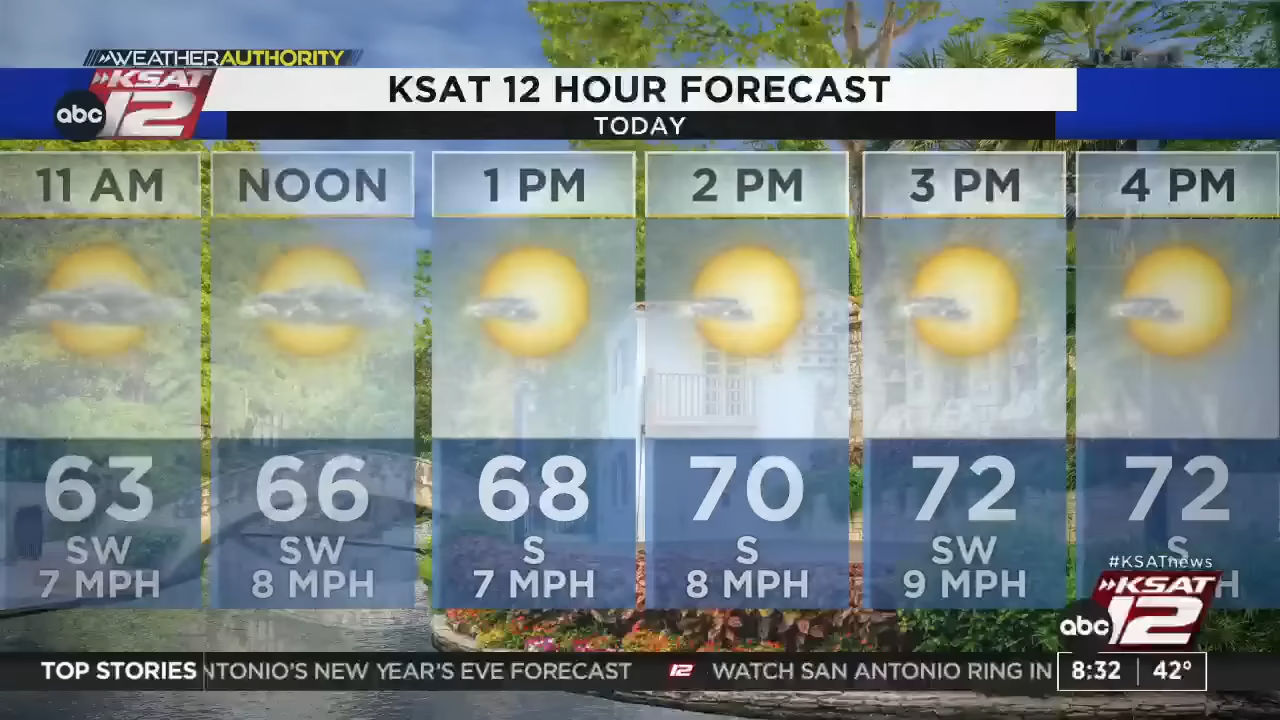 WEATHER AUTHORITY
KSAT
abc 12
KSAT 12 HOUR FORECAST
TODAY
11 AM NOON 1 PM 2 PM 3 PM 4 PM
63 66 68 70 72 72
SW SW S S SW S
7 MPH 8 MPH 7 MPH 8 MPH 9 MPH H
#KSATnews
KSAT
abc 12
TOP STORIES NTONIO'S NEW YEAR'S EVE FORECAST 12 WATCH SAN ANTONIO RING IN 8:32 42°